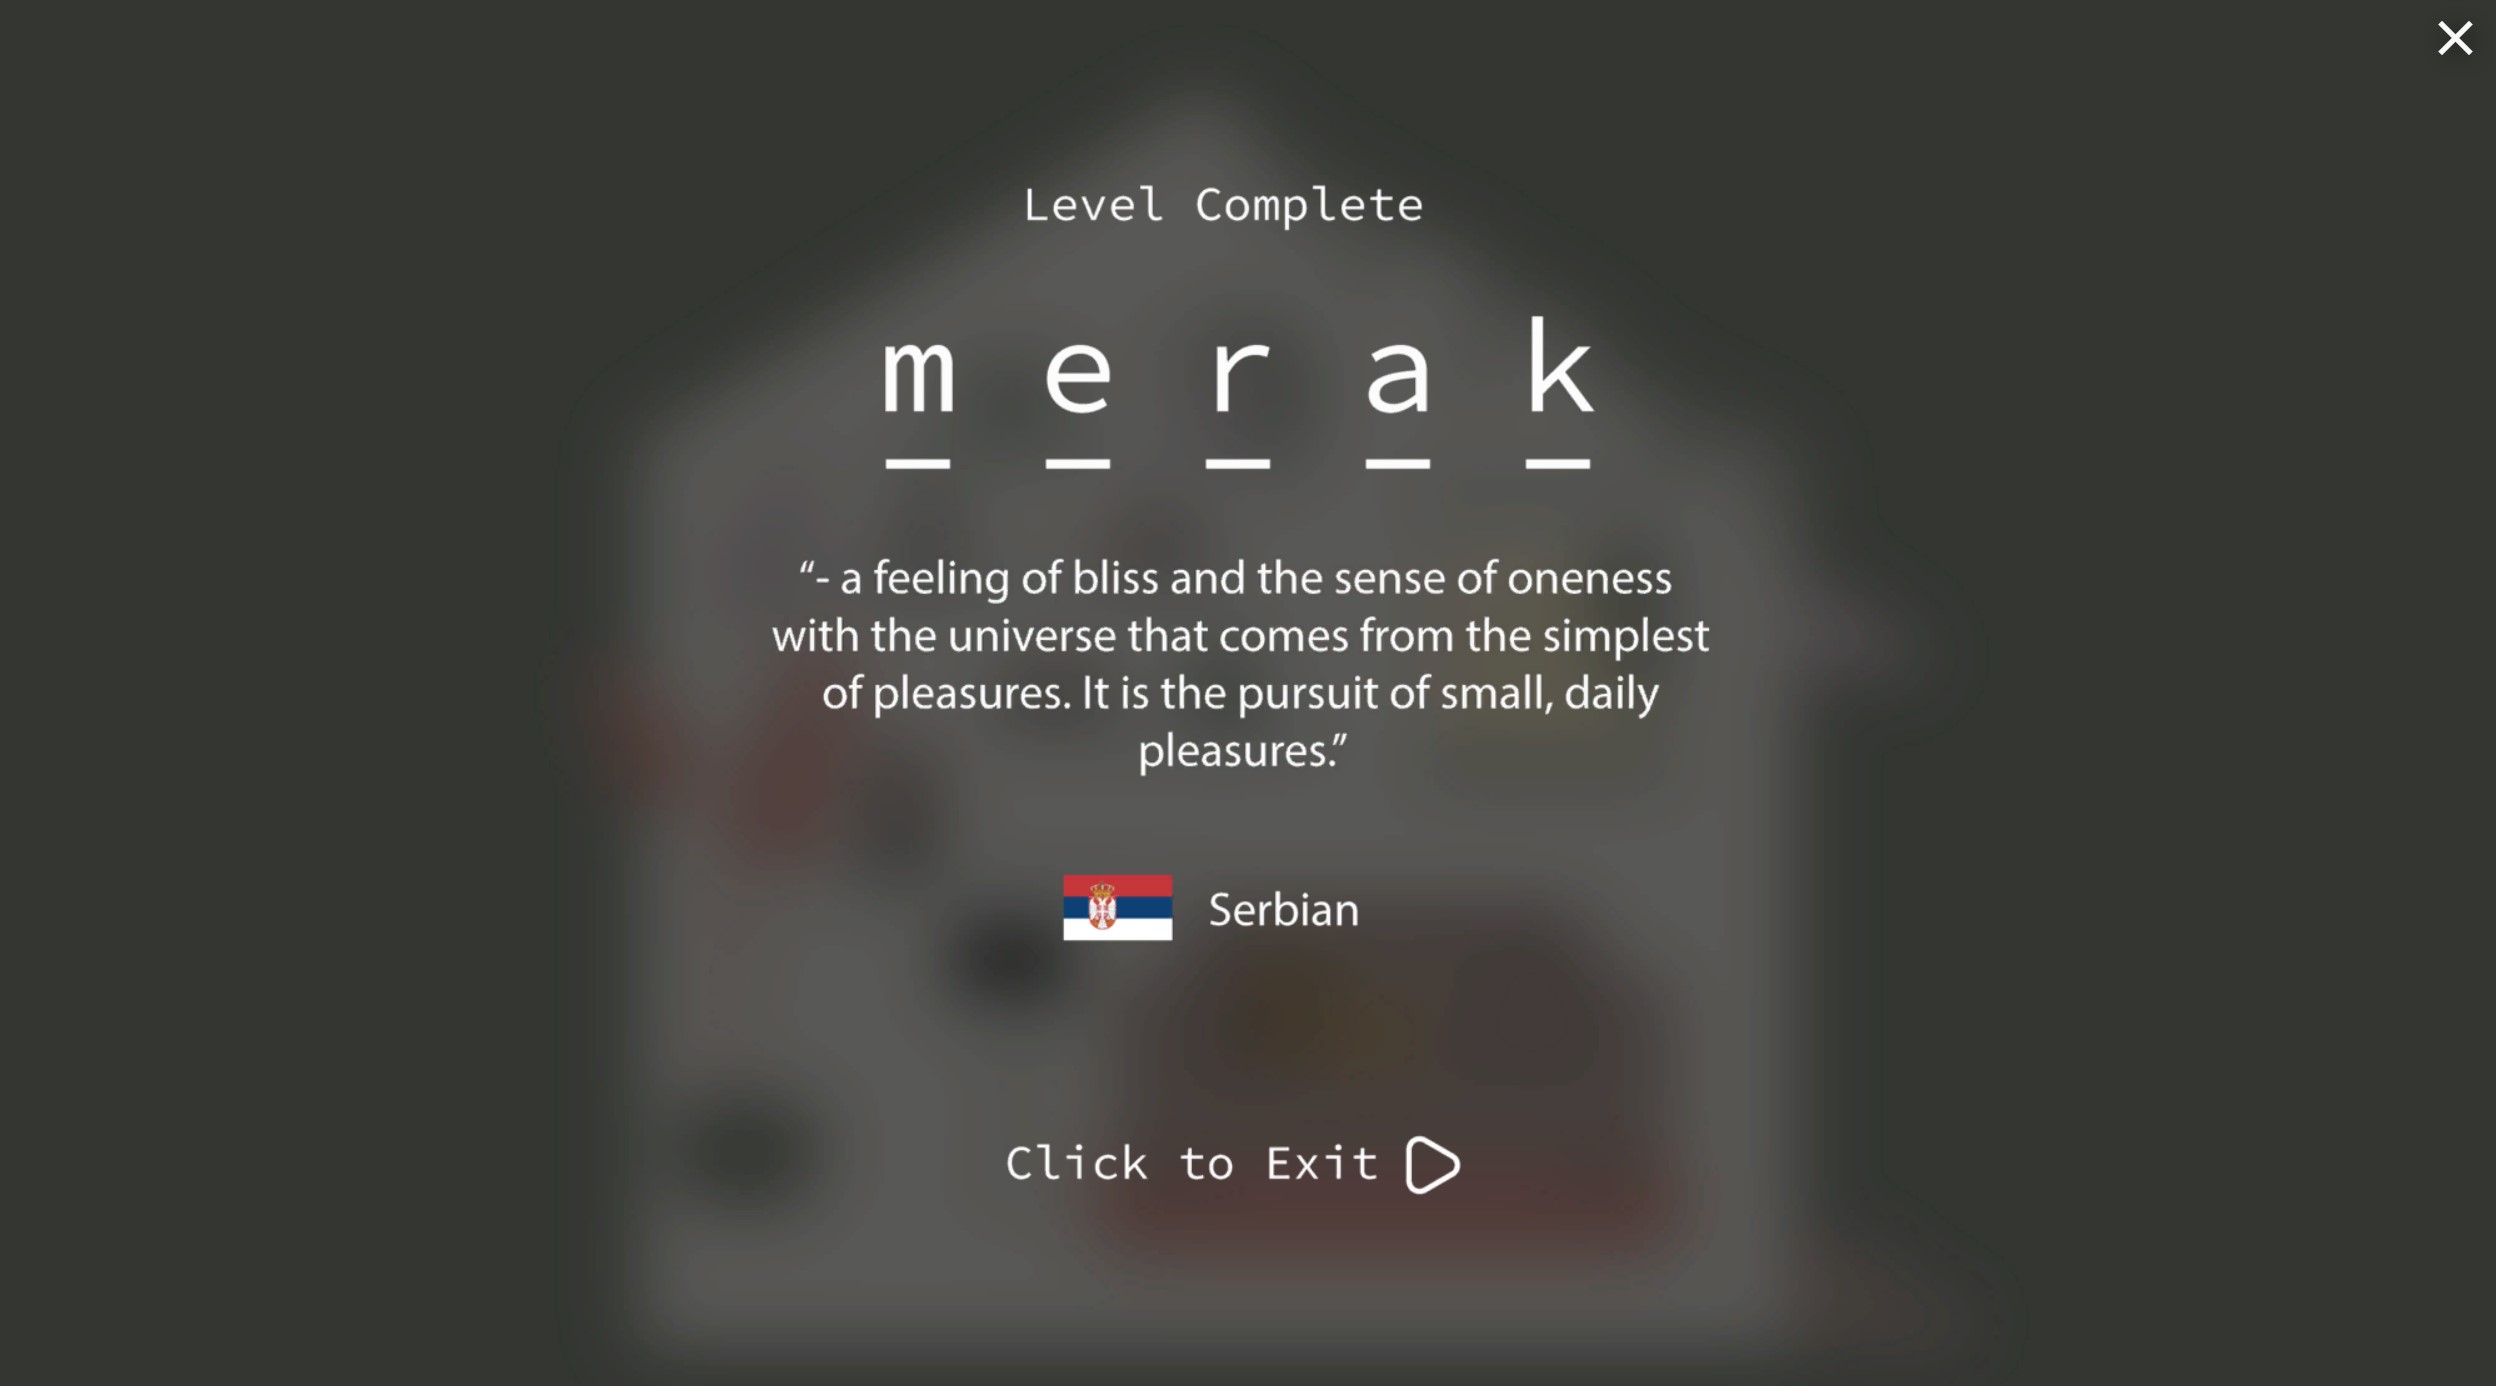 Level Complete
m e r a k
“- a feeling of bliss and the sense of oneness
with the universe that comes from the simplest
of pleasures. It is the pursuit of small, daily
pleasures.”
Serbian
Click to Exit